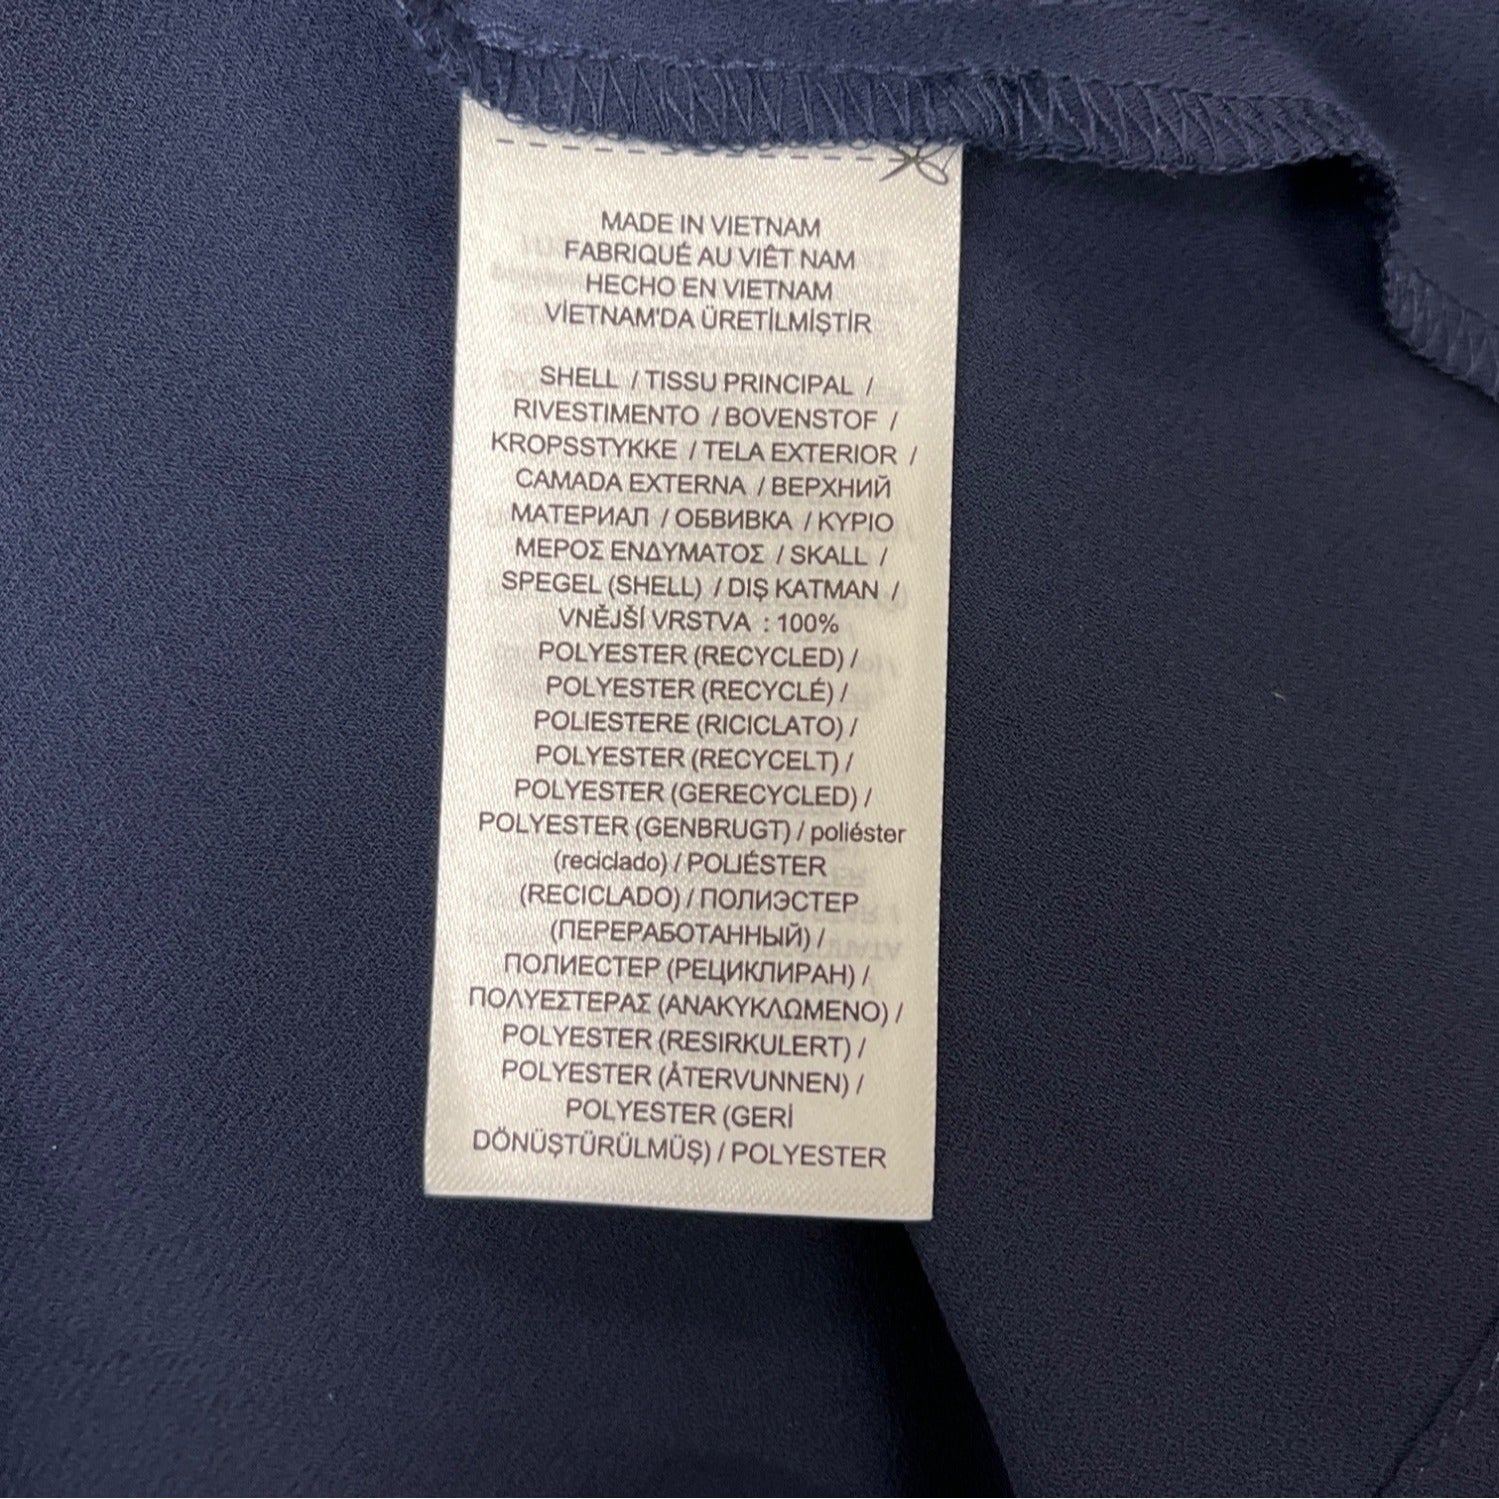 MADE IN VIETNAM
FABRIQUÉ AU VIÊT NAM
HECHO EN VIETNAM
VİETNAM'DA ÜRETİLMİŞTİR
SHELL / TISSU PRINCIPAL /
RIVESTIMENTO / BOVENSTOF /
KROPSSTYKKE / TELA EXTERIOR /
CAMADA EXTERNA / ВЕРХНИЙ
МАТЕРИАЛ / ОБВИВКА / ΚΥΡΙΟ
ΜΕΡΟΣ ΕΝΔΥΜΑΤΟΣ / SKALL /
SPEGEL (SHELL) / DIŞ KATMAN /
VNĚJŠÍ VRSTVA : 100%
POLYESTER (RECYCLED) /
POLYESTER (RECYCLÉ) /
POLIESTERE (RICICLATO) /
POLYESTER (RECYCELT) /
POLYESTER (GERECYCLED) /
POLYESTER (GENBRUGT) / poliéster
(reciclado) / POLIÉSTER
(RECICLADO) / ПОЛИЭСТЕР
(ПЕРЕРАБОТАННЫЙ) /
ПОЛИЕСТЕР (РЕЦИКЛИРАН) /
ΠΟΛΥΕΣΤΕΡΑΣ (ΑΝΑΚΥΚΛΩΜΕΝΟ) /
POLYESTER (RESIRKULERT) /
POLYESTER (ÅTERVUNNEN) /
POLYESTER (GERİ
DÖNÜŞTÜRÜLMÜŞ) / POLYESTER